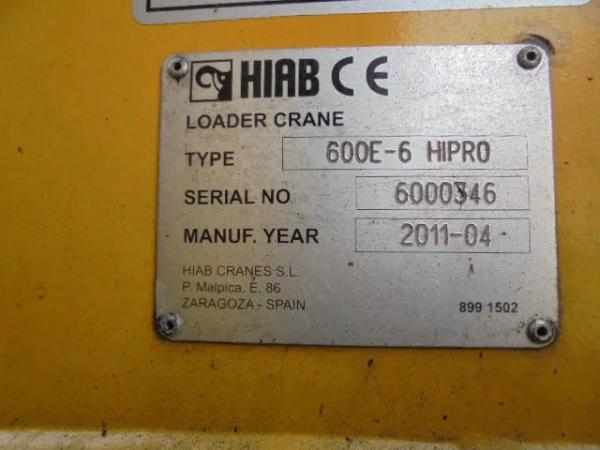 HIAB CE
LOADER CRANE
TYPE 600E-6 HIPRO
SERIAL NO 6000346
MANUF. YEAR 2011-04
HIAB CRANES S.L.
P. Malpica, E, 86
ZARAGOZA - SPAIN 899 1502